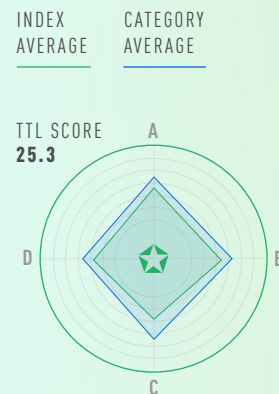 INDEX
AVERAGE
CATEGORY
AVERAGE
TTL SCORE
25.3
A
D
B
C